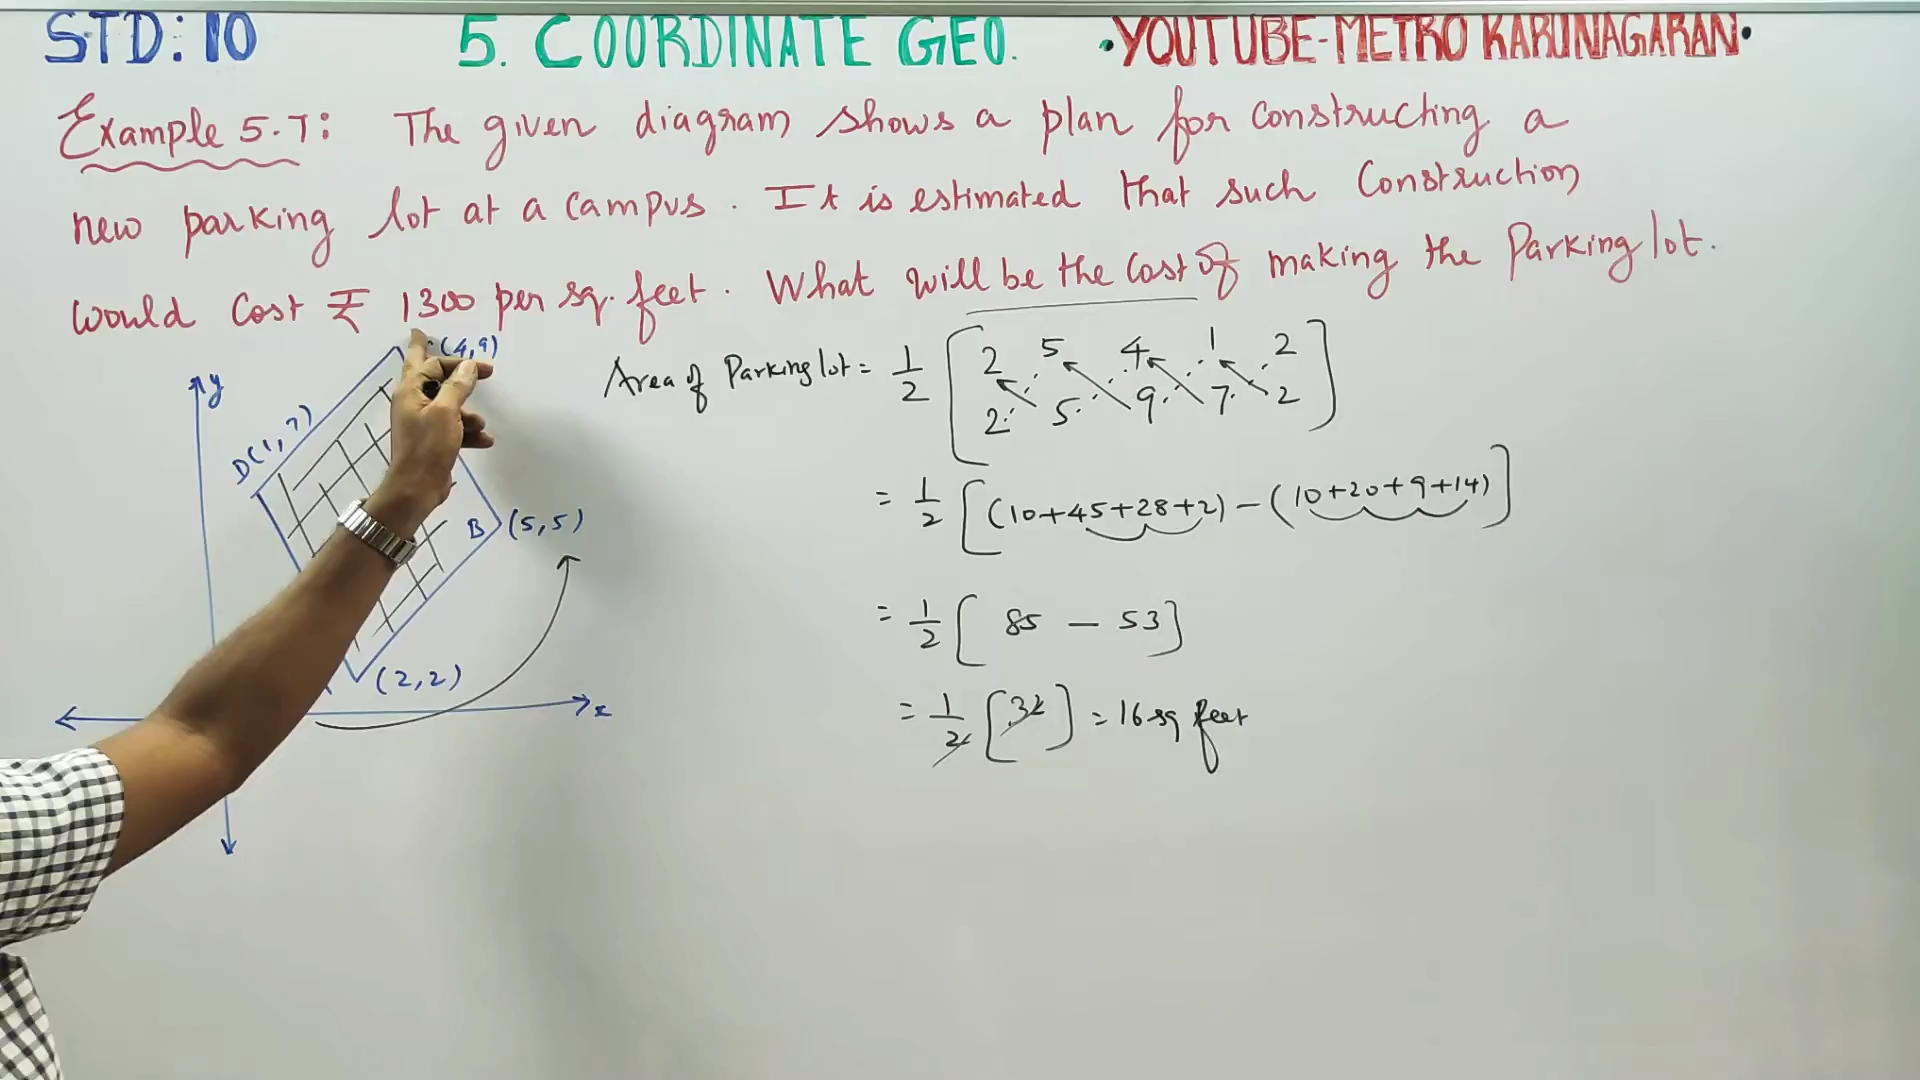 STD: 10 5. COORDINATE GEO. •YOUTUBE-METRO KARUNAGARAN•
Example 5.7: The given diagram shows a plan for constructing a
new parking lot at a campus. It is estimated that such Construction
would Cost ₹ 1300 per sq. feet. What will be the Cost of making the Parking lot.
y
(4,9)
D(1,7)
B (5,5)
(2,2)
x
Area of Parking lot = 1/2 [ 2 5 4 1 2
2 5 9 7 2 ]
= 1/2 [(10+45+28+2) - (10+20+9+14)]
= 1/2 [ 85 - 53 ]
= 1/2 [32] = 16 sq feet